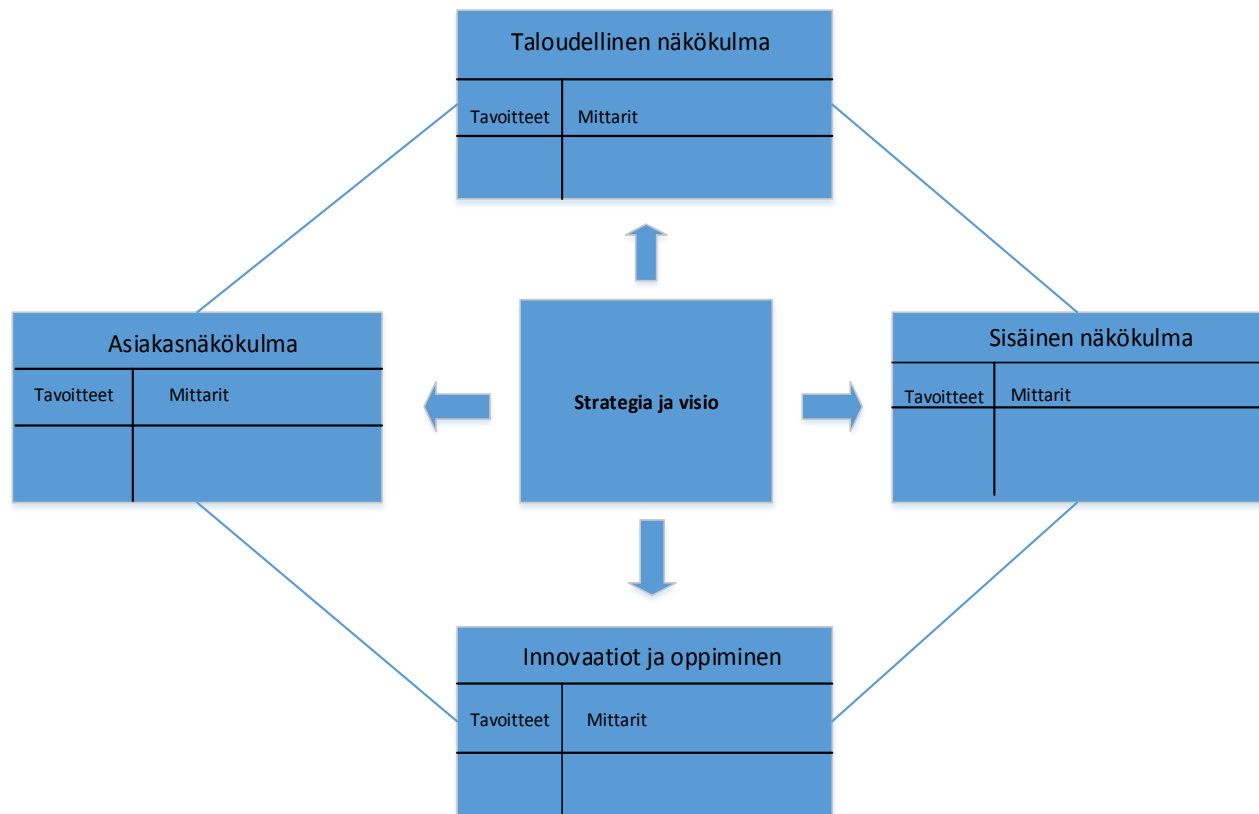 Taloudellinen näkökulma
Tavoitteet Mittarit
Asiakasnäkökulma
Tavoitteet Mittarit
Strategia ja visio
Sisäinen näkökulma
Tavoitteet Mittarit
Innovaatiot ja oppiminen
Tavoitteet Mittarit